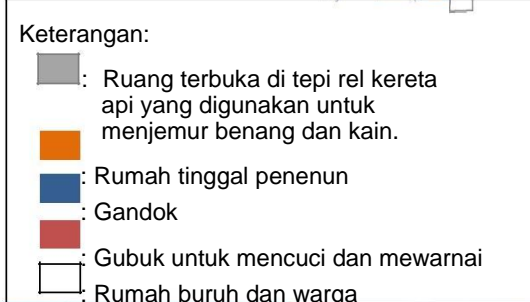 Keterangan:
: Ruang terbuka di tepi rel kereta
api yang digunakan untuk
menjemur benang dan kain.
: Rumah tinggal penenun
: Gandok
: Gubuk untuk mencuci dan mewarnai
: Rumah buruh dan warga